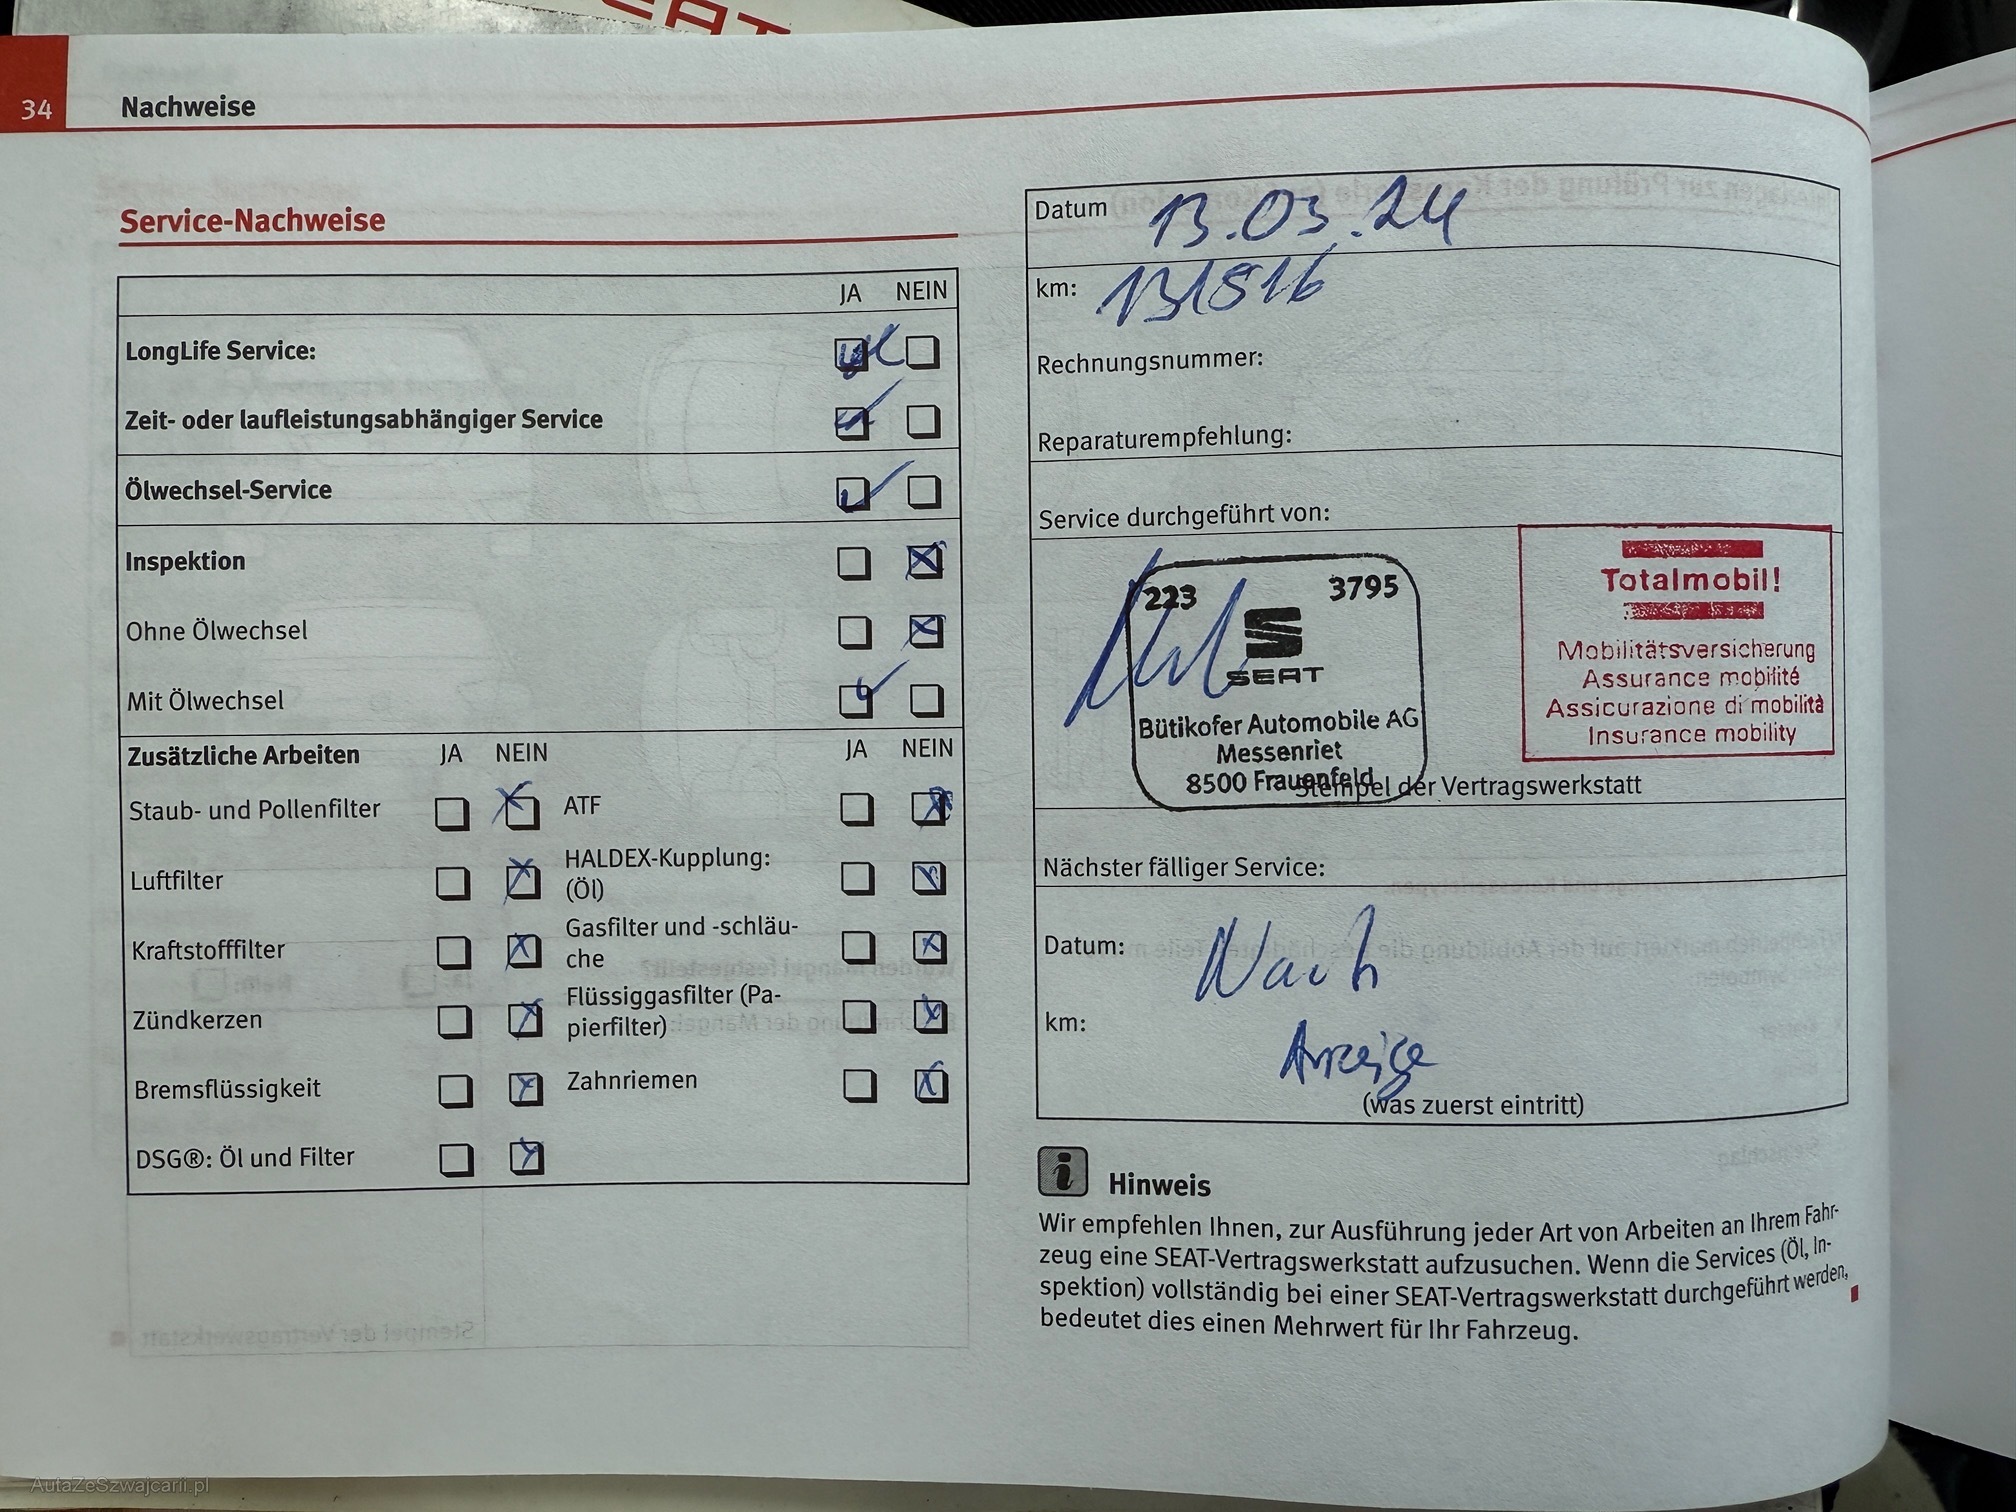 SEAT
34
Nachweise
Service-Nachweise
JA NEIN
LongLife Service:
Zeit- oder laufleistungsabhängiger Service
Ölwechsel-Service
Inspektion
Ohne Ölwechsel
Mit Ölwechsel
Zusätzliche Arbeiten JA NEIN JA NEIN
Staub- und Pollenfilter ATF
Luftfilter HALDEX-Kupplung:
(Öl)
Kraftstofffilter Gasfilter und -schläu-
che
Zündkerzen Flüssiggasfilter (Pa-
pierfilter)
Bremsflüssigkeit Zahnriemen
DSG®: Öl und Filter
Datum 13.03.24
km: 131816
Rechnungsnummer:
Reparaturempfehlung:
Service durchgeführt von:
223 3795
SEAT
Bütikofer Automobile AG
Messenriet
8500 Frauenfeld
Totalmobil!
Mobilitätsversicherung
Assurance mobilité
Assicurazione di mobilità
Insurance mobility
Stempel der Vertragswerkstatt
Nächster fälliger Service:
Datum: Nach
km: Anzeige
(was zuerst eintritt)
Hinweis
Wir empfehlen Ihnen, zur Ausführung jeder Art von Arbeiten an Ihrem Fahr-
zeug eine SEAT-Vertragswerkstatt aufzusuchen. Wenn die Services (Öl, In-
spektion) vollständig bei einer SEAT-Vertragswerkstatt durchgeführt werden,
bedeutet dies einen Mehrwert für Ihr Fahrzeug.
AutaZeSzwajcarii.pl